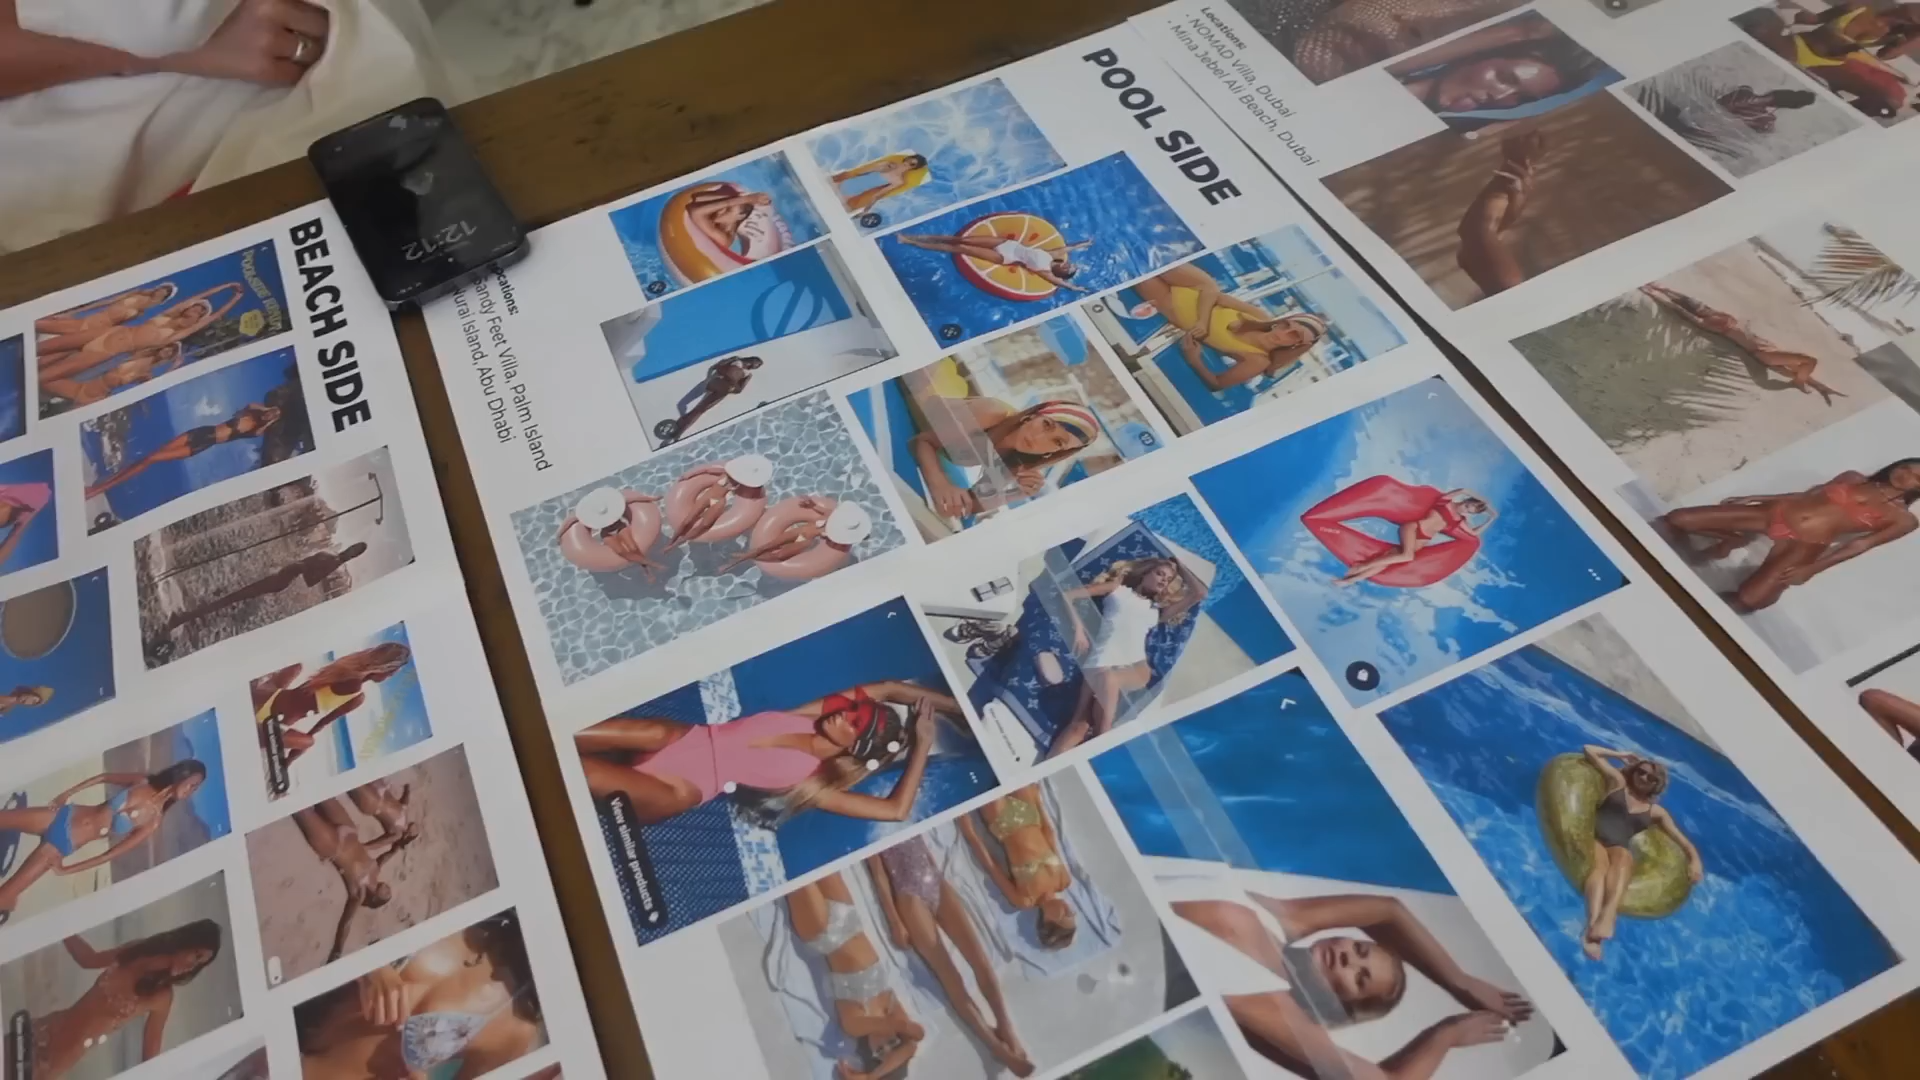 BEACH SIDE
12:12
ocations:
andy Feet Villa, Palm Island
urai Island, Abu Dhabi
POOL SIDE
Locations:
· NOMAD Villa, Dubai
· Mina Jebel Ali Beach, Dubai
View similar products